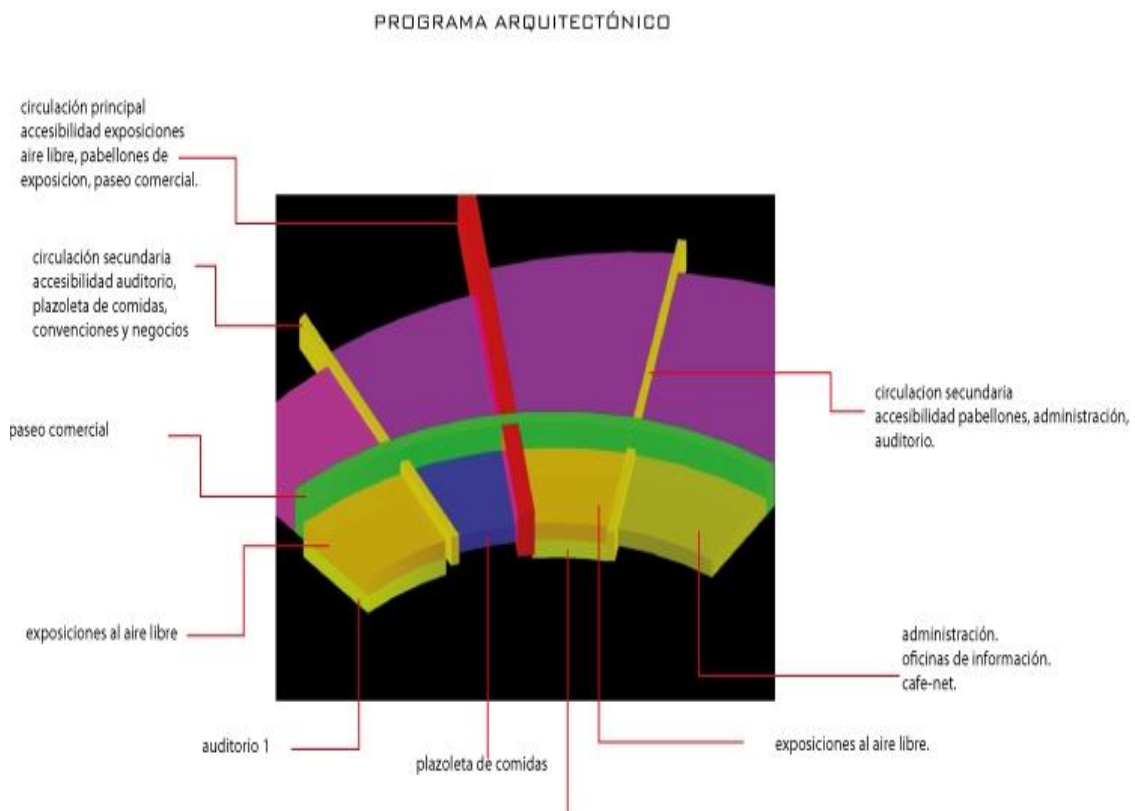 PROGRAMA ARQUITECTÓNICO
circulación principal
accesibilidad exposiciones
aire libre, pabellones de
exposicion, paseo comercial.
circulación secundaria
accesibilidad auditorio,
plazoleta de comidas,
convenciones y negocios
circulacion secundaria
accesibilidad pabellones, administración,
auditorio.
paseo comercial
exposiciones al aire libre
administración.
oficinas de información.
cafe-net.
auditorio 1
plazoleta de comidas
exposiciones al aire libre.